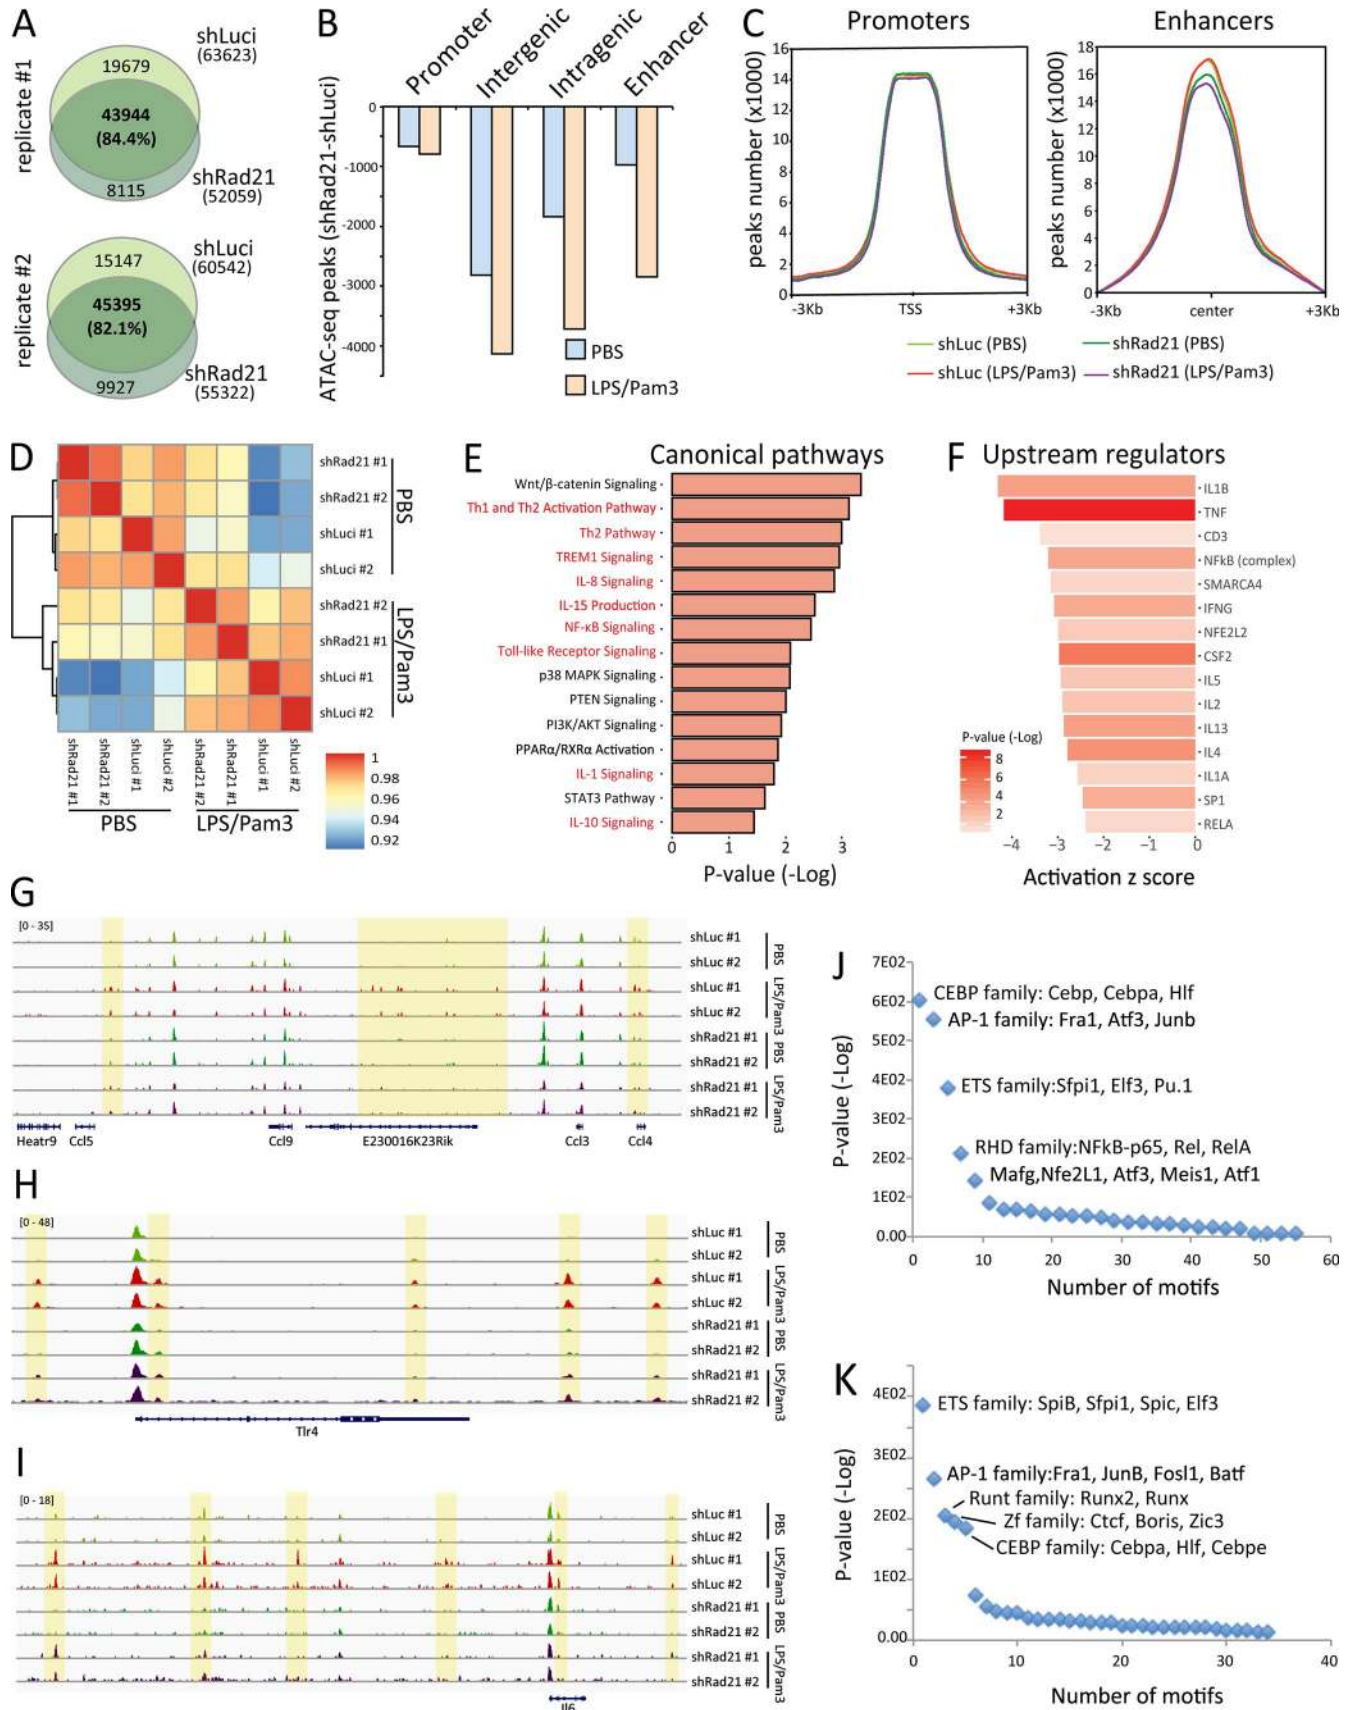 A
replicate #1
shLuci
(63623)
19679
43944
(84.4%)
8115
shRad21
(52059)
replicate #2
shLuci
(60542)
15147
45395
(82.1%)
9927
shRad21
(55322)
B
Promoter
Intergenic
Intragenic
Enhancer
ATAC-seq peaks (shRad21-shLuci)
0
-1000
-2000
-3000
-4000
PBS
LPS/Pam3
C
Promoters
peaks number (x1000)
16
14
12
10
8
6
4
2
0
-3Kb TSS +3Kb
Enhancers
peaks number (x1000)
18
16
14
12
10
8
6
4
2
0
-3Kb center +3Kb
shLuc (PBS) shRad21 (PBS)
shLuc (LPS/Pam3) shRad21 (LPS/Pam3)
D
shRad21 #1
shRad21 #2
shLuci #1
shLuci #2
PBS
shRad21 #2
shRad21 #1
shLuci #1
shLuci #2
LPS/Pam3
shRad21 #1
shRad21 #2
shLuci #1
shLuci #2
shRad21 #2
shRad21 #1
shLuci #1
shLuci #2
PBS LPS/Pam3
1
0.98
0.96
0.94
0.92
E
Canonical pathways
Wnt/β-catenin Signaling
Th1 and Th2 Activation Pathway
Th2 Pathway
TREM1 Signaling
IL-8 Signaling
IL-15 Production
NF-κB Signaling
Toll-like Receptor Signaling
p38 MAPK Signaling
PTEN Signaling
PI3K/AKT Signaling
PPARα/RXRα Activation
IL-1 Signaling
STAT3 Pathway
IL-10 Signaling
0 1 2 3
P-value (-Log)
F
Upstream regulators
IL1B
TNF
CD3
NFkB (complex)
SMARCA4
IFNG
NFE2L2
CSF2
IL5
IL2
IL13
IL4
IL1A
SP1
RELA
P-value (-Log)
8
6
4
2
−4 −3 −2 −1 0
Activation z score
G
[0 - 35]
shLuc #1
shLuc #2
PBS
shLuc #1
shLuc #2
LPS/Pam3
shRad21 #1
shRad21 #2
PBS
shRad21 #1
shRad21 #2
LPS/Pam3
Heatr9 Ccl5 Ccl9 E230016K23Rik Ccl3 Ccl4
H
[0 - 48]
shLuc #1
shLuc #2
PBS
shLuc #1
shLuc #2
LPS/Pam3
shRad21 #1
shRad21 #2
PBS
shRad21 #1
shRad21 #2
LPS/Pam3
Tlr4
I
[0 - 18]
shLuc #1
shLuc #2
PBS
shLuc #1
shLuc #2
LPS/Pam3
shRad21 #1
shRad21 #2
PBS
shRad21 #1
shRad21 #2
LPS/Pam3
Il6
J
P-value (-Log)
7E02
6E02
5E02
4E02
3E02
2E02
1E02
0.00
CEBP family: Cebp, Cebpa, Hlf
AP-1 family: Fra1, Atf3, Junb
ETS family:Sfpi1, Elf3, Pu.1
RHD family:NFkB-p65, Rel, RelA
Mafg,Nfe2L1, Atf3, Meis1, Atf1
0 10 20 30 40 50 60
Number of motifs
K
P-value (-Log)
4E02
3E02
2E02
1E02
0.00
ETS family: SpiB, Sfpi1, Spic, Elf3
AP-1 family:Fra1, JunB, Fosl1, Batf
Runt family: Runx2, Runx
Zf family: Ctcf, Boris, Zic3
CEBP family: Cebpa, Hlf, Cebpe
0 10 20 30 40
Number of motifs